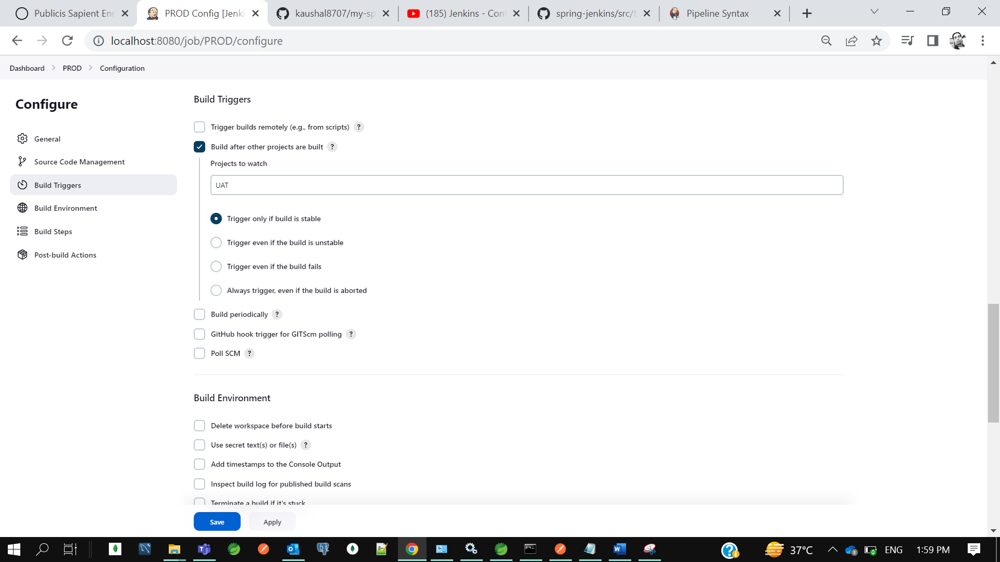 Publicis Sapient Enr
PROD Config [Jenki
kaushal8707/my-sp
(185) Jenkins - Con
spring-jenkins/src/t
Pipeline Syntax
localhost:8080/job/PROD/configure
Dashboard
PROD
Configuration
Configure
General
Source Code Management
Build Triggers
Build Environment
Build Steps
Post-build Actions
Build Triggers
Trigger builds remotely (e.g., from scripts) ?
Build after other projects are built ?
Projects to watch
UAT
Trigger only if build is stable
Trigger even if the build is unstable
Trigger even if the build fails
Always trigger, even if the build is aborted
Build periodically ?
GitHub hook trigger for GITScm polling ?
Poll SCM ?
Build Environment
Delete workspace before build starts
Use secret text(s) or file(s) ?
Add timestamps to the Console Output
Inspect build log for published build scans
Terminate a build if it's stuck
Save
Apply
37°C
ENG
1:59 PM